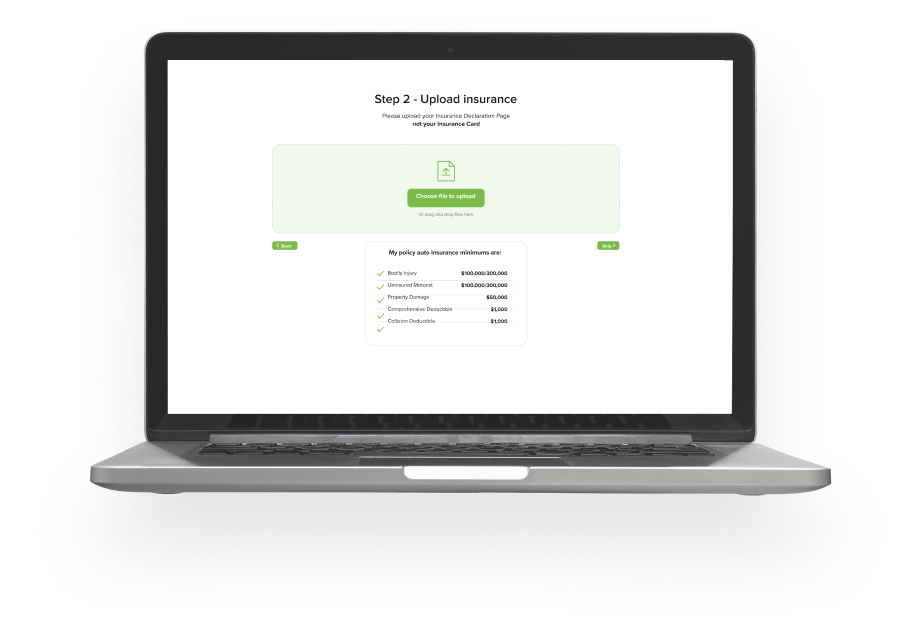 Step 2 - Upload insurance
Please upload your Insurance Declaration Page
not your Insurance Card
Choose file to upload
Or drag and drop files here
< Back
Skip >
My policy auto insurance minimums are:
Bodily Injury $100,000/300,000
Uninsured Motorist $100,000/300,000
Property Damage $50,000
Comprehensive Deductible $1,000
Collision Deductible $1,000